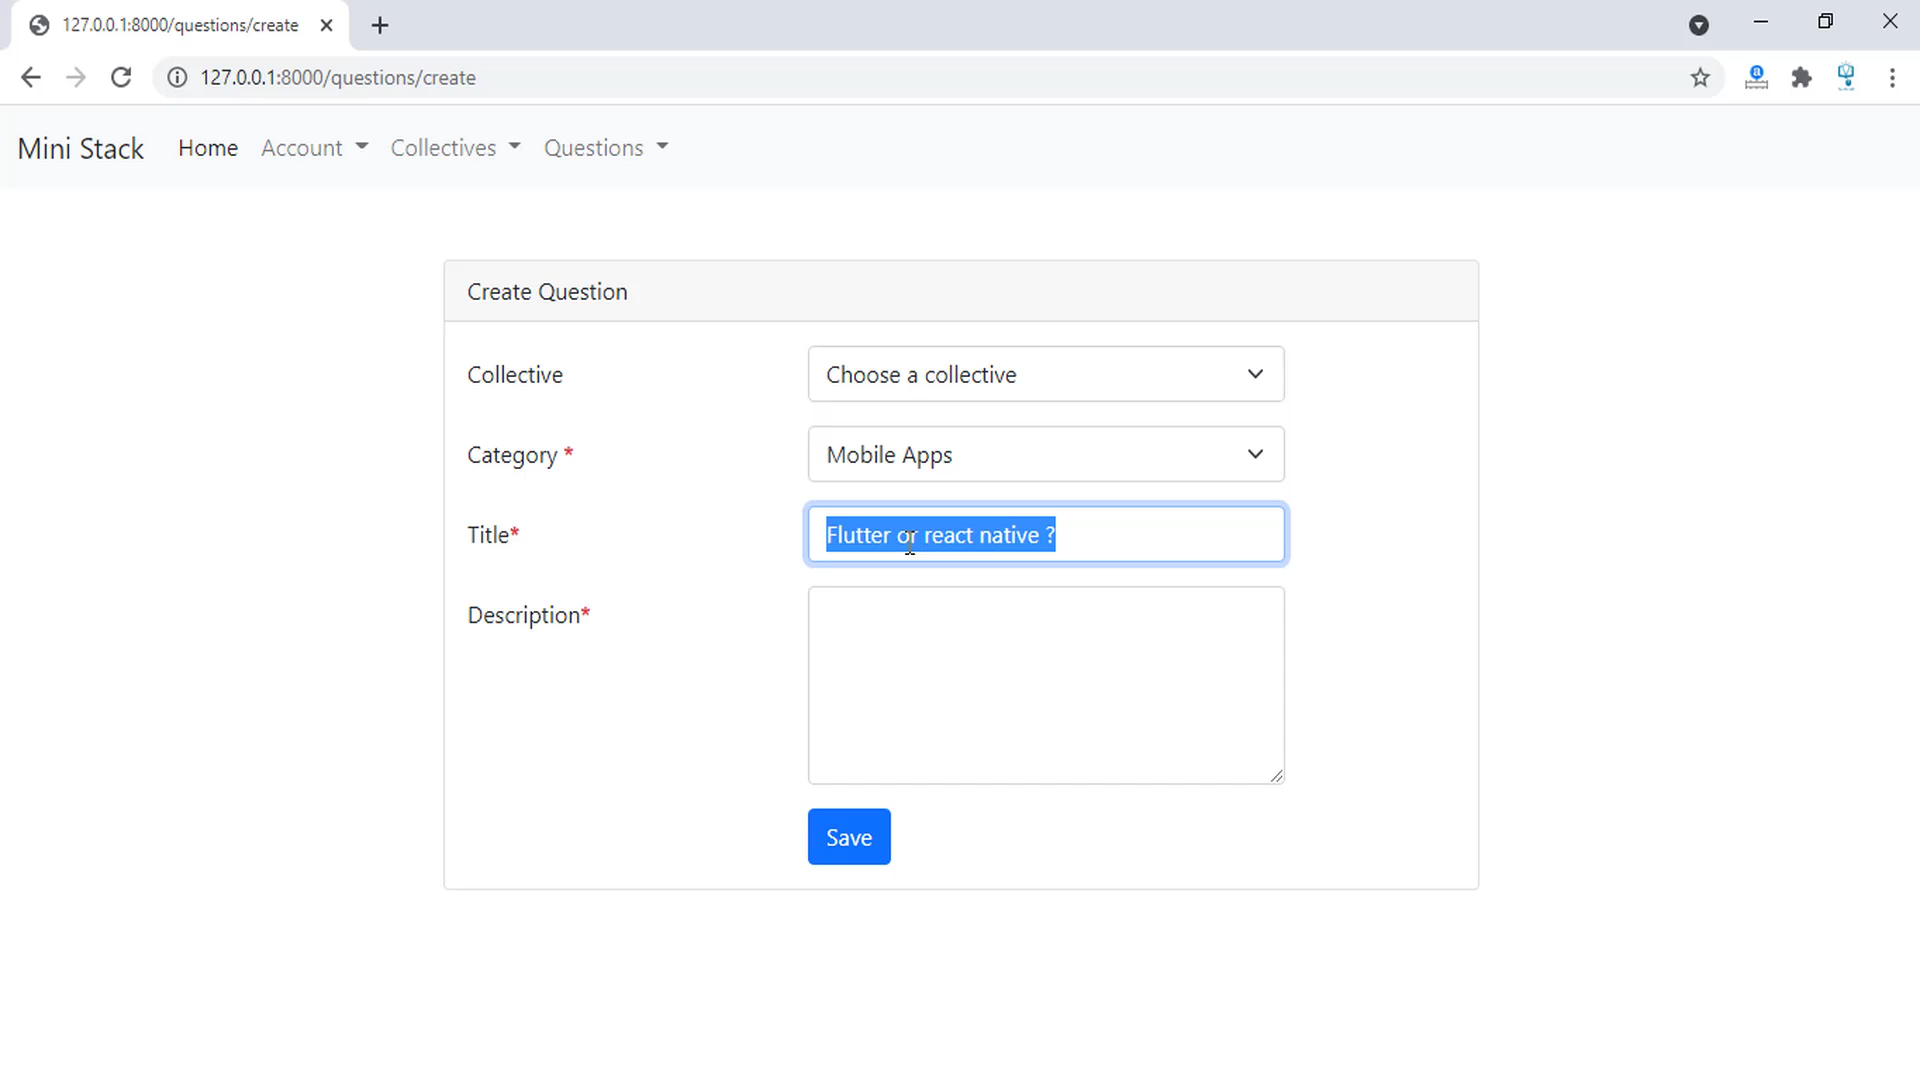 127.0.0.1:8000/questions/create
127.0.0.1:8000/questions/create
Mini Stack Home Account Collectives Questions
Create Question
Collective Choose a collective
Category * Mobile Apps
Title* Flutter or react native ?
Description*
Save